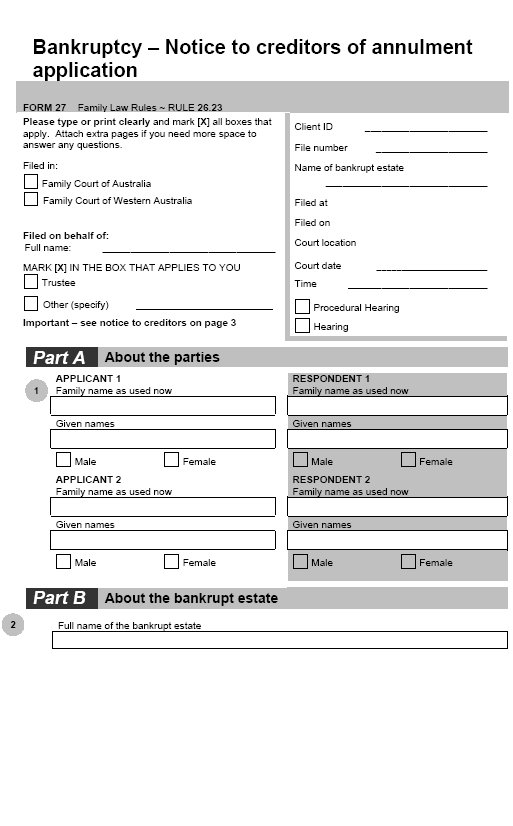 Bankruptcy – Notice to creditors of annulment
application
FORM 27 Family Law Rules ~ RULE 26.23
Please type or print clearly and mark [X] all boxes that
apply. Attach extra pages if you need more space to
answer any questions.
Filed in:
Family Court of Australia
Family Court of Western Australia
Filed on behalf of:
Full name:
MARK [X] IN THE BOX THAT APPLIES TO YOU
Trustee
Other (specify)
Important – see notice to creditors on page 3
Client ID
File number
Name of bankrupt estate
Filed at
Filed on
Court location
Court date
Time
Procedural Hearing
Hearing
Part A About the parties
1
APPLICANT 1
Family name as used now
Given names
Male Female
RESPONDENT 1
Family name as used now
Given names
Male Female
APPLICANT 2
Family name as used now
Given names
Male Female
RESPONDENT 2
Family name as used now
Given names
Male Female
Part B About the bankrupt estate
2
Full name of the bankrupt estate